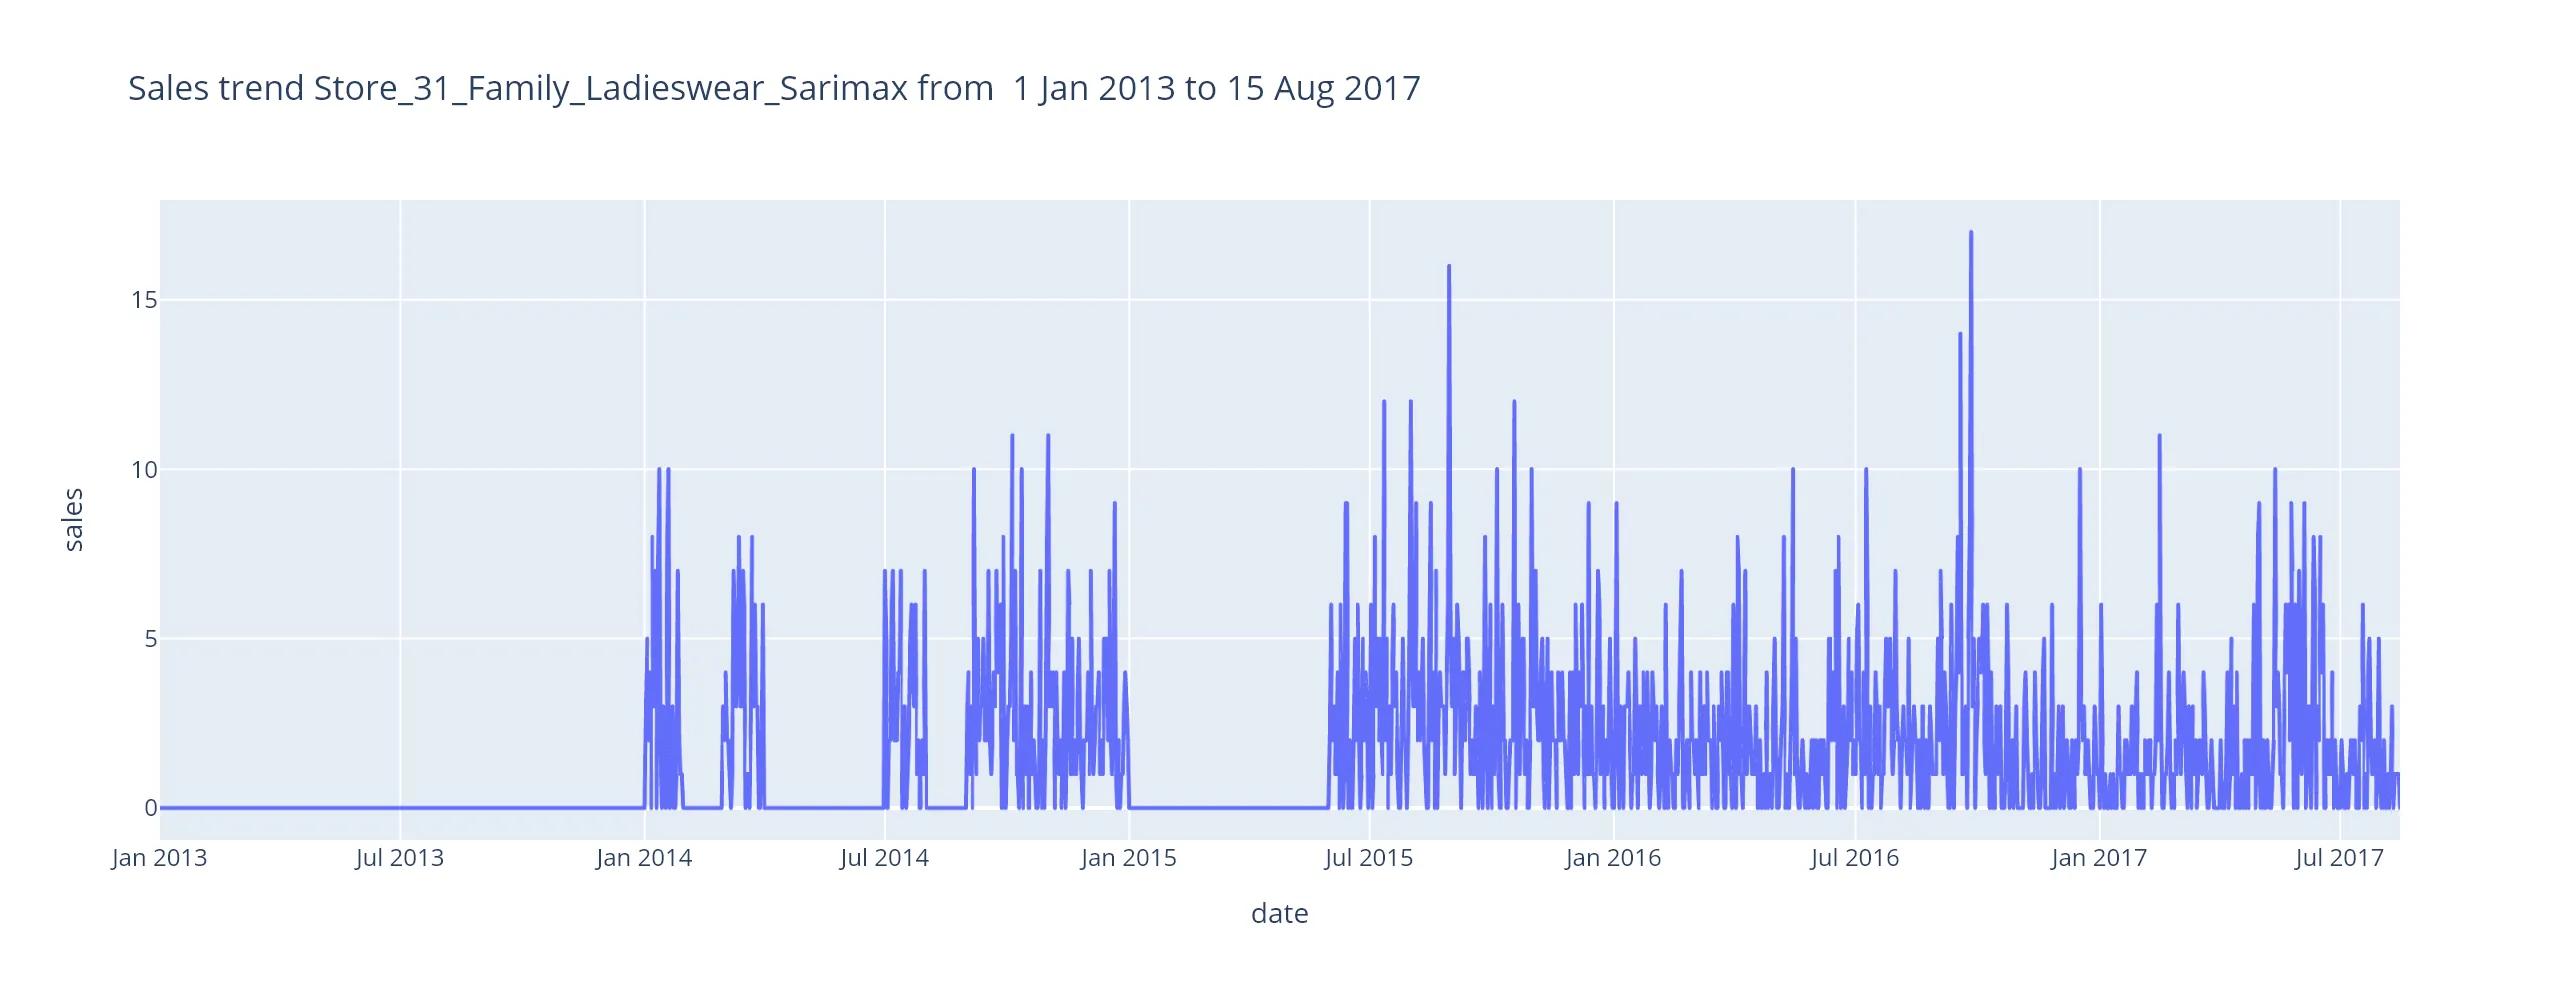 Sales trend Store_31_Family_Ladieswear_Sarimax from  1 Jan 2013 to 15 Aug 2017
15
10
5
0
sales
Jan 2013 Jul 2013 Jan 2014 Jul 2014 Jan 2015 Jul 2015 Jan 2016 Jul 2016 Jan 2017 Jul 2017
date